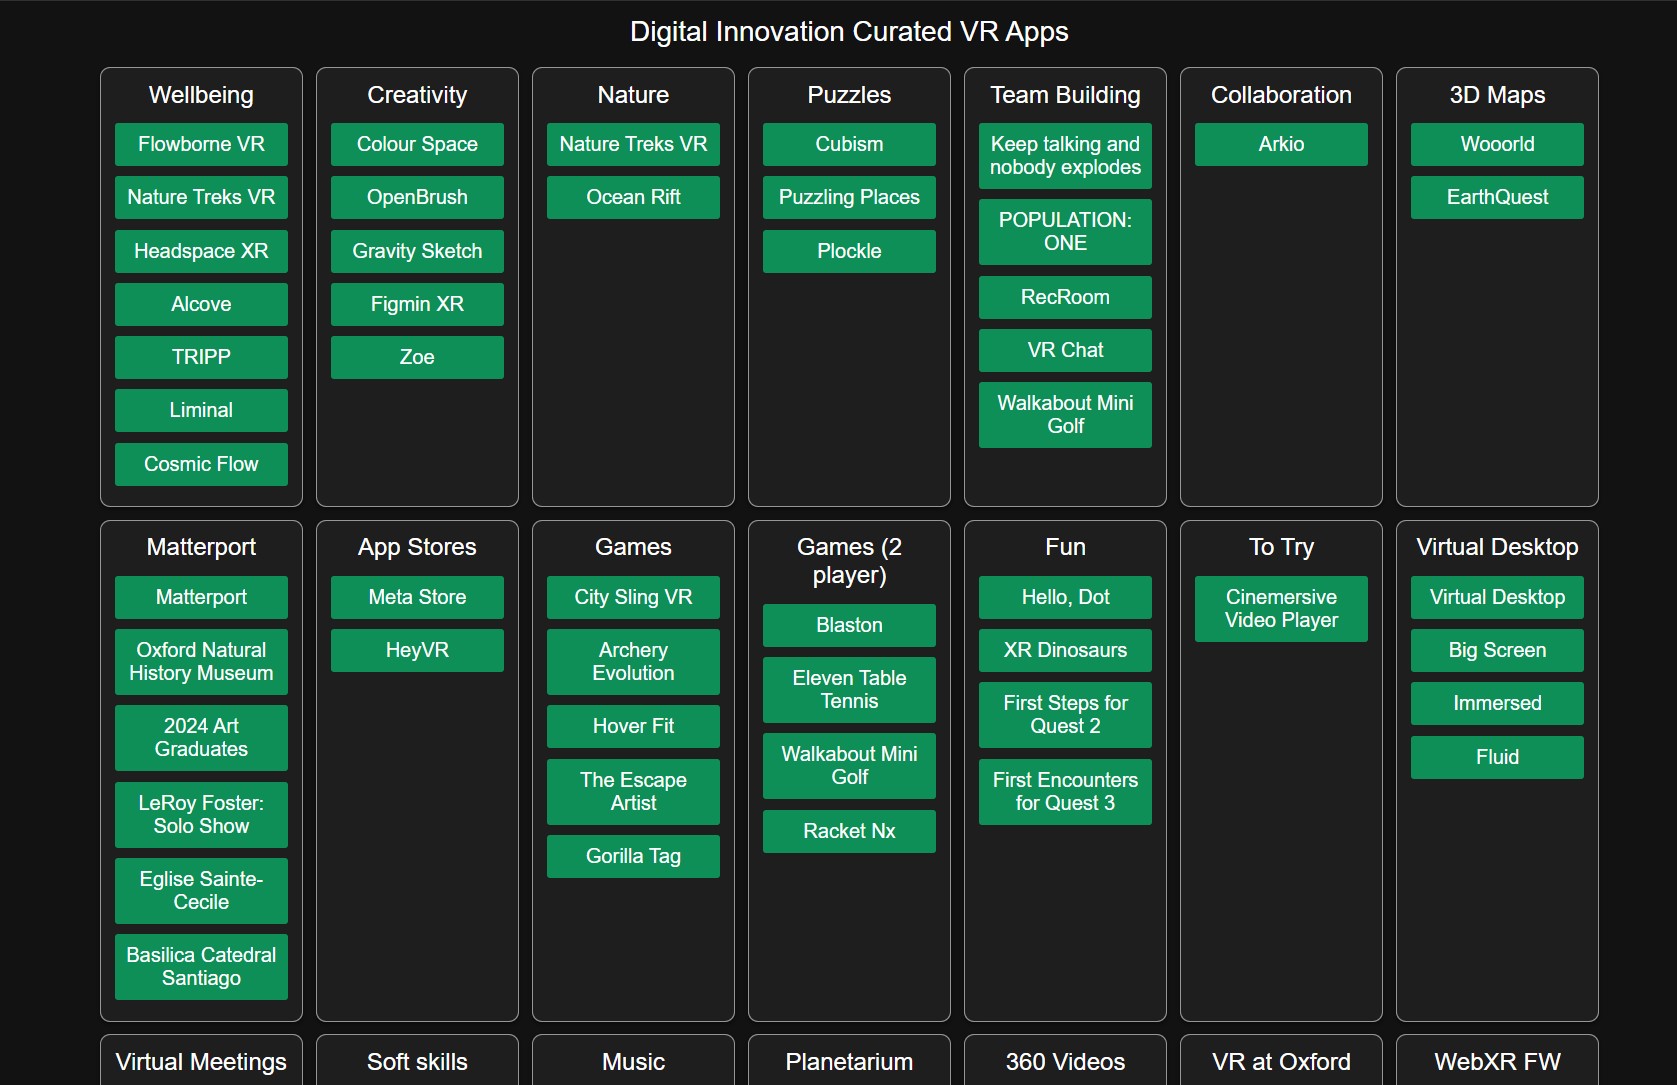 Digital Innovation Curated VR Apps
Wellbeing
Flowborne VR
Nature Treks VR
Headspace XR
Alcove
TRIPP
Liminal
Cosmic Flow
Creativity
Colour Space
OpenBrush
Gravity Sketch
Figmin XR
Zoe
Nature
Nature Treks VR
Ocean Rift
Puzzles
Cubism
Puzzling Places
Plockle
Team Building
Keep talking and
nobody explodes
POPULATION:
ONE
RecRoom
VR Chat
Walkabout Mini
Golf
Collaboration
Arkio
3D Maps
Wooorld
EarthQuest
Matterport
Matterport
Oxford Natural
History Museum
2024 Art
Graduates
LeRoy Foster:
Solo Show
Eglise Sainte-
Cecile
Basilica Catedral
Santiago
App Stores
Meta Store
HeyVR
Games
City Sling VR
Archery
Evolution
Hover Fit
The Escape
Artist
Gorilla Tag
Games (2
player)
Blaston
Eleven Table
Tennis
Walkabout Mini
Golf
Racket Nx
Fun
Hello, Dot
XR Dinosaurs
First Steps for
Quest 2
First Encounters
for Quest 3
To Try
Cinemersive
Video Player
Virtual Desktop
Virtual Desktop
Big Screen
Immersed
Fluid
Virtual Meetings
Soft skills
Music
Planetarium
360 Videos
VR at Oxford
WebXR FW